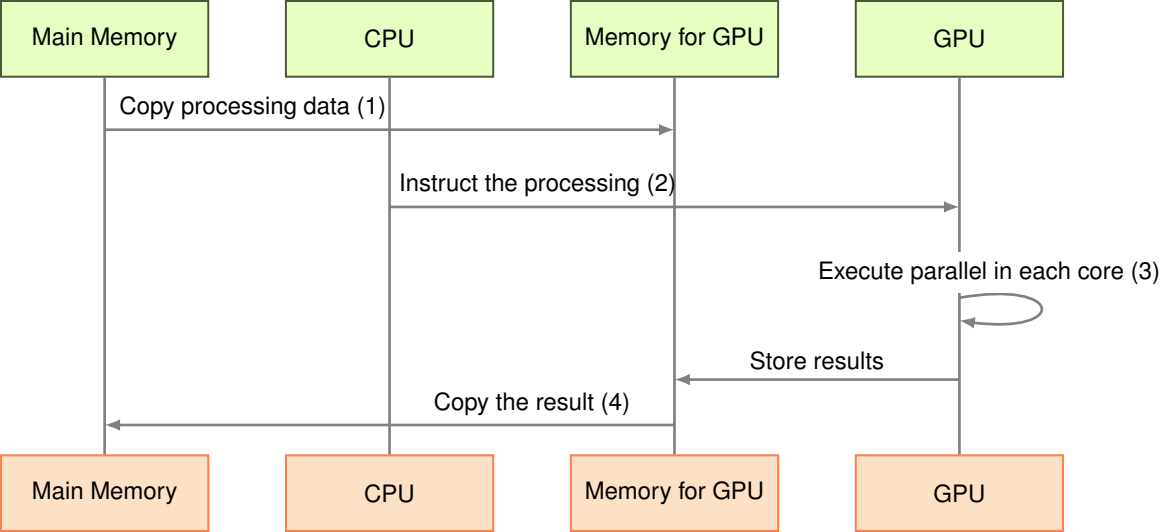 Main Memory
CPU
Memory for GPU
GPU
Copy processing data (1)
Instruct the processing (2)
Execute parallel in each core (3)
Store results
Copy the result (4)
Main Memory
CPU
Memory for GPU
GPU